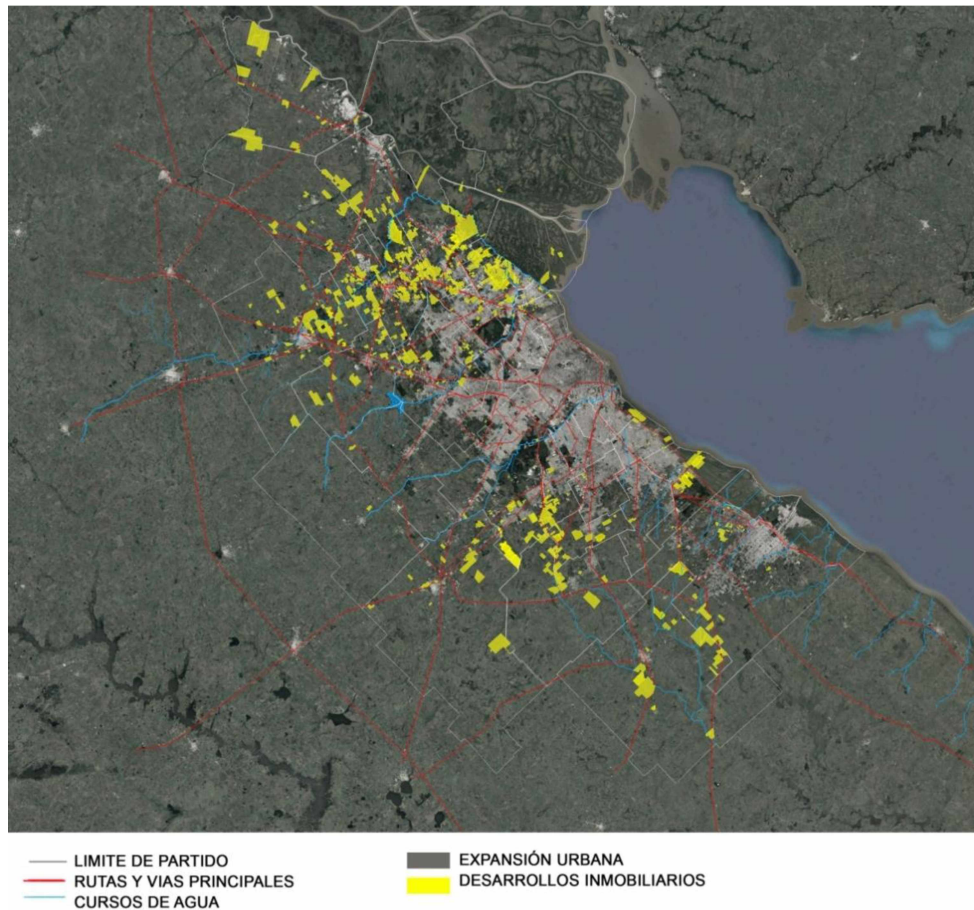 LIMITE DE PARTIDO
RUTAS Y VIAS PRINCIPALES
CURSOS DE AGUA
EXPANSIÓN URBANA
DESARROLLOS INMOBILIARIOS